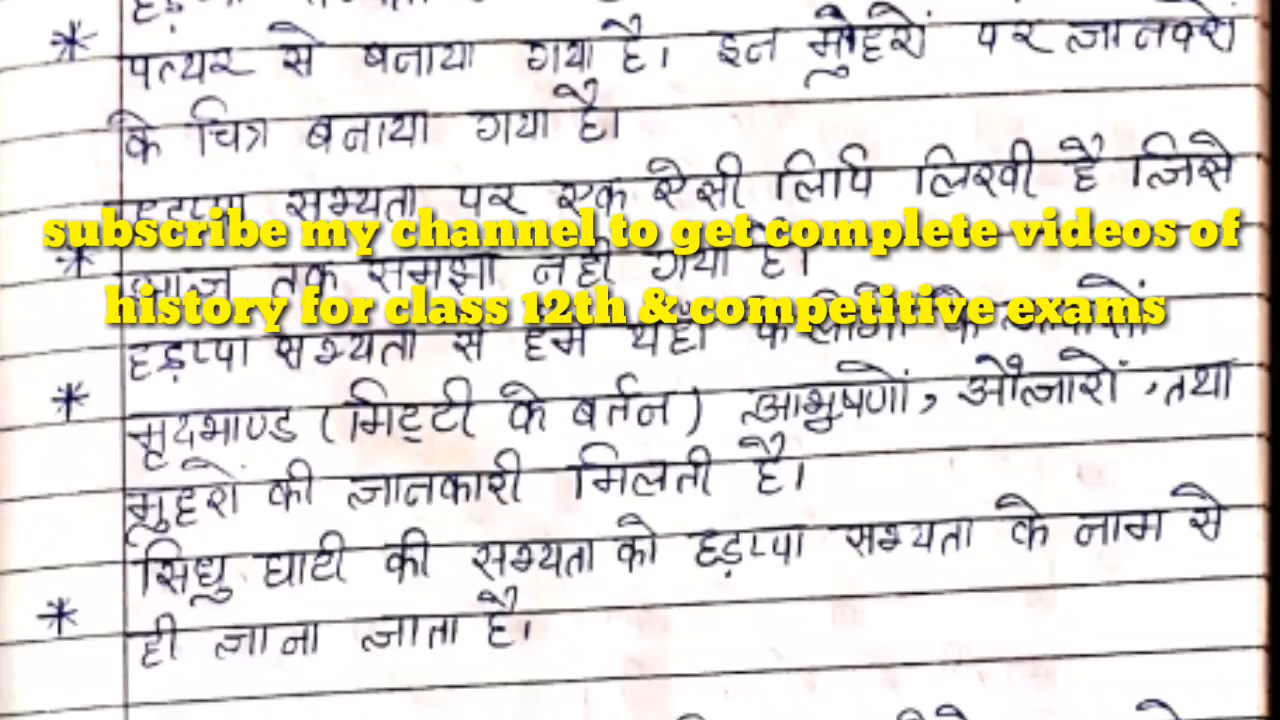 पत्थर से बनाया गया है। इन मुहरों पर जानवरों
के चित्र बनाया गया है।
हड़प्पा सभ्यता पर एक ऐसी लिपि लिखी है जिसे
subscribe my channel to get complete videos of
आज तक समझा नहीं गया है।
history for class 12th & competitive exams
हड़प्पा सभ्यता से हमें यहाँ के लोगों के
* मृदभाण्ड (मिट्टी के बर्तन) आभुषणों, औजारों, तथा
मुहरों की जानकारी मिलती है।
सिंधु घाटी की सभ्यता को हड़प्पा सभ्यता के नाम से
* ही जाना जाता है।